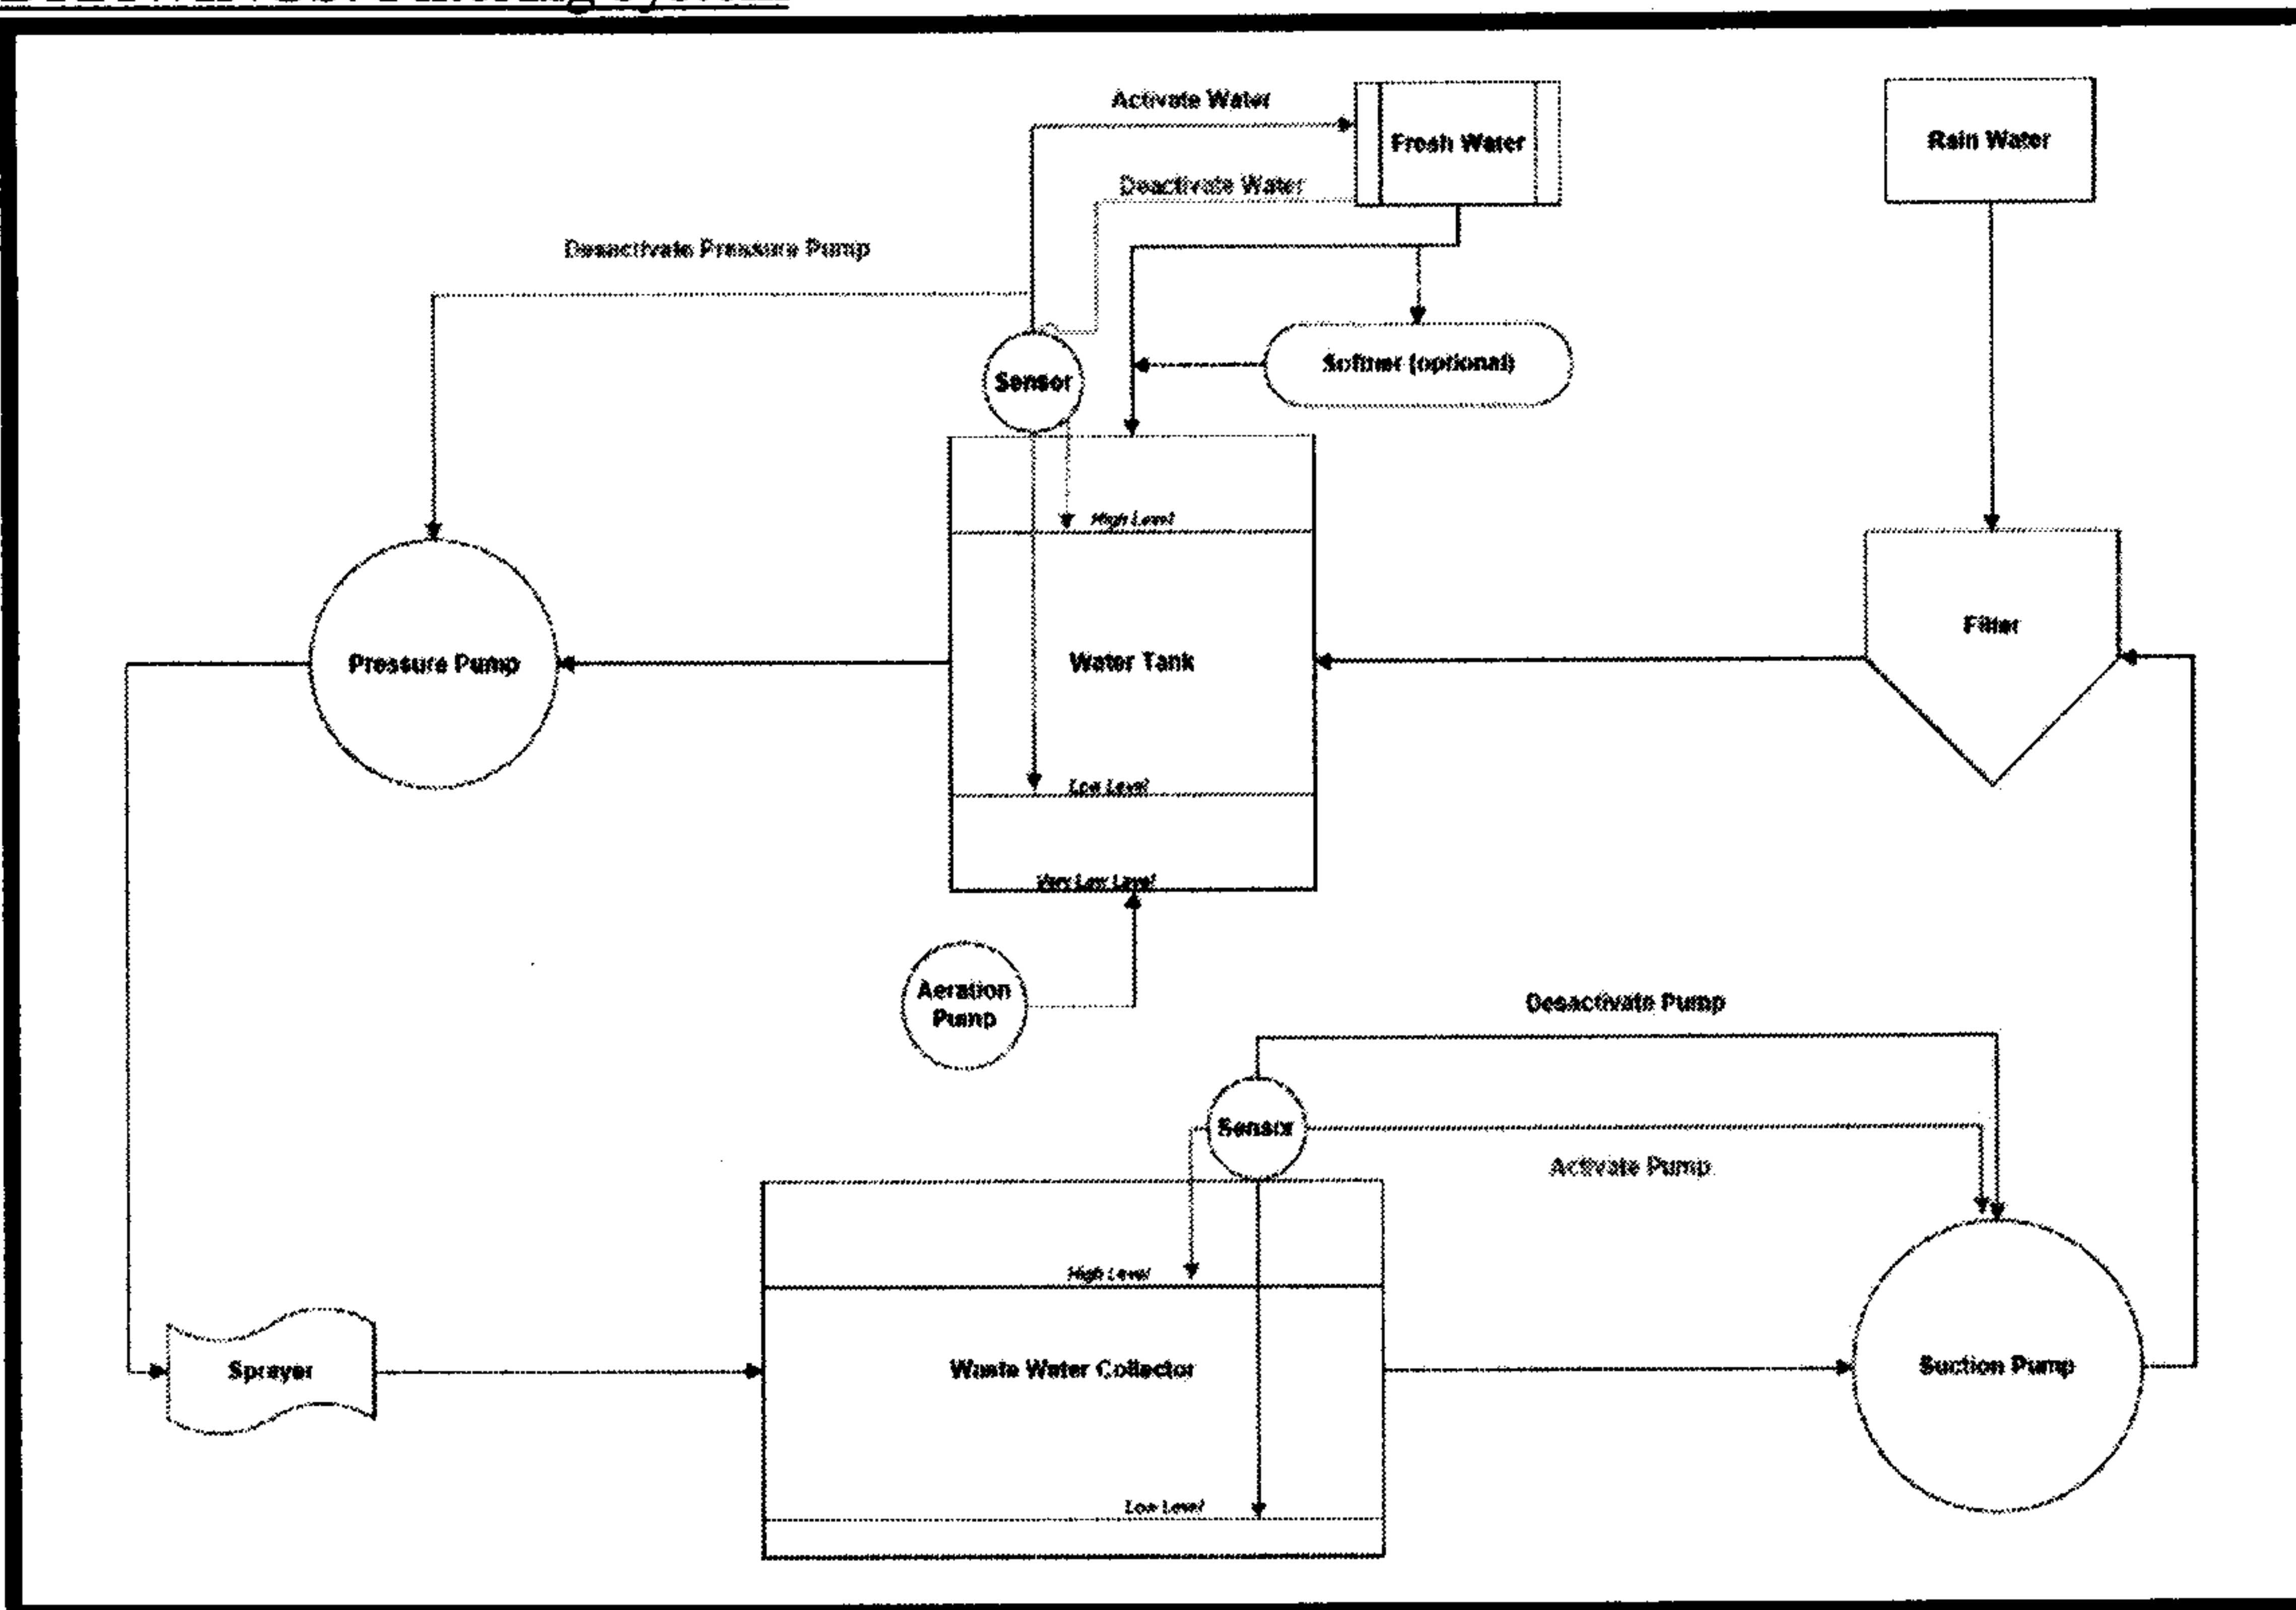 Activate Water
Fresh Water
Rain Water
Deactivate Water
Desactivate Pressure Pump
Sensor
Softner (optional)
High Level
Filter
Pressure Pump
Water Tank
Low Level
Very Low Level
Aeration
Pump
Desactivate Pump
Sensor
Activate Pump
High Level
Sprayer
Waste Water Collector
Suction Pump
Low Level